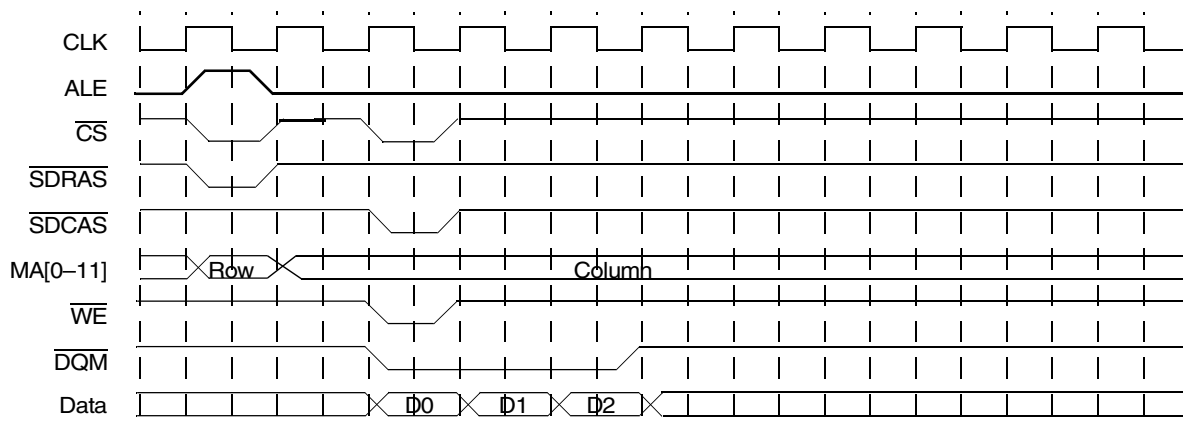 CLK
ALE
CS
SDRAS
SDCAS
MA[0–11] Row Column
WE
DQM
Data D0 D1 D2